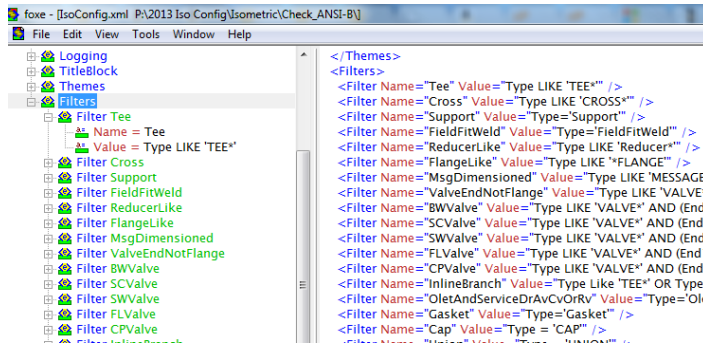 foxe - [IsoConfig.xml P:\2013 Iso Config\Isometric\Check_ANSI-B\]
File Edit View Tools Window Help
Logging
TitleBlock
Themes
Filters
Filter Tee
Name = Tee
Value = Type LIKE 'TEE*'
Filter Cross
Filter Support
Filter FieldFitWeld
Filter ReducerLike
Filter FlangeLike
Filter MsgDimensioned
Filter ValveEndNotFlange
Filter BWValve
Filter SCValve
Filter SWValve
Filter FLValve
Filter CPValve
Filter InlineBranch
</Themes>
<Filters>
<Filter Name="Tee" Value="Type LIKE 'TEE*'" />
<Filter Name="Cross" Value="Type LIKE 'CROSS*'" />
<Filter Name="Support" Value="Type='Support'" />
<Filter Name="FieldFitWeld" Value="Type='FieldFitWeld'" />
<Filter Name="ReducerLike" Value="Type LIKE 'Reducer*'" />
<Filter Name="FlangeLike" Value="Type LIKE '*FLANGE'" />
<Filter Name="MsgDimensioned" Value="Type LIKE 'MESSAGE
<Filter Name="ValveEndNotFlange" Value="Type LIKE 'VALVE*
<Filter Name="BWValve" Value="Type LIKE 'VALVE*' AND (End
<Filter Name="SCValve" Value="Type LIKE 'VALVE*' AND (End
<Filter Name="SWValve" Value="Type LIKE 'VALVE*' AND (End
<Filter Name="FLValve" Value="Type LIKE 'VALVE*' AND (End
<Filter Name="CPValve" Value="Type LIKE 'VALVE*' AND (End
<Filter Name="InlineBranch" Value="Type Like 'TEE*' OR Type
<Filter Name="OletAndServiceDrAvCvOrRv" Value="Type='Ole
<Filter Name="Gasket" Value="Type='Gasket'" />
<Filter Name="Cap" Value="Type = 'CAP'" />
<Filter Name="Union" Value="Type = 'UNION'" />